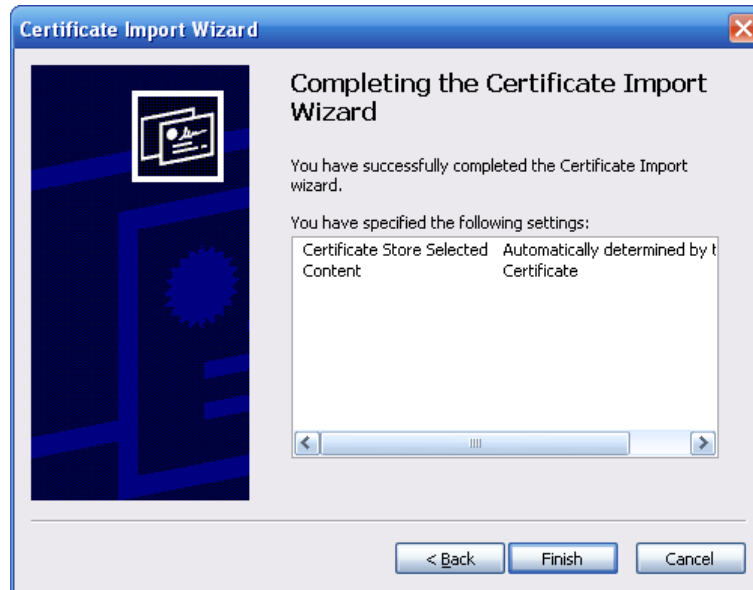 Certificate Import Wizard
Completing the Certificate Import
Wizard
You have successfully completed the Certificate Import
wizard.
You have specified the following settings:
Certificate Store Selected Automatically determined by t
Content Certificate
< Back Finish Cancel